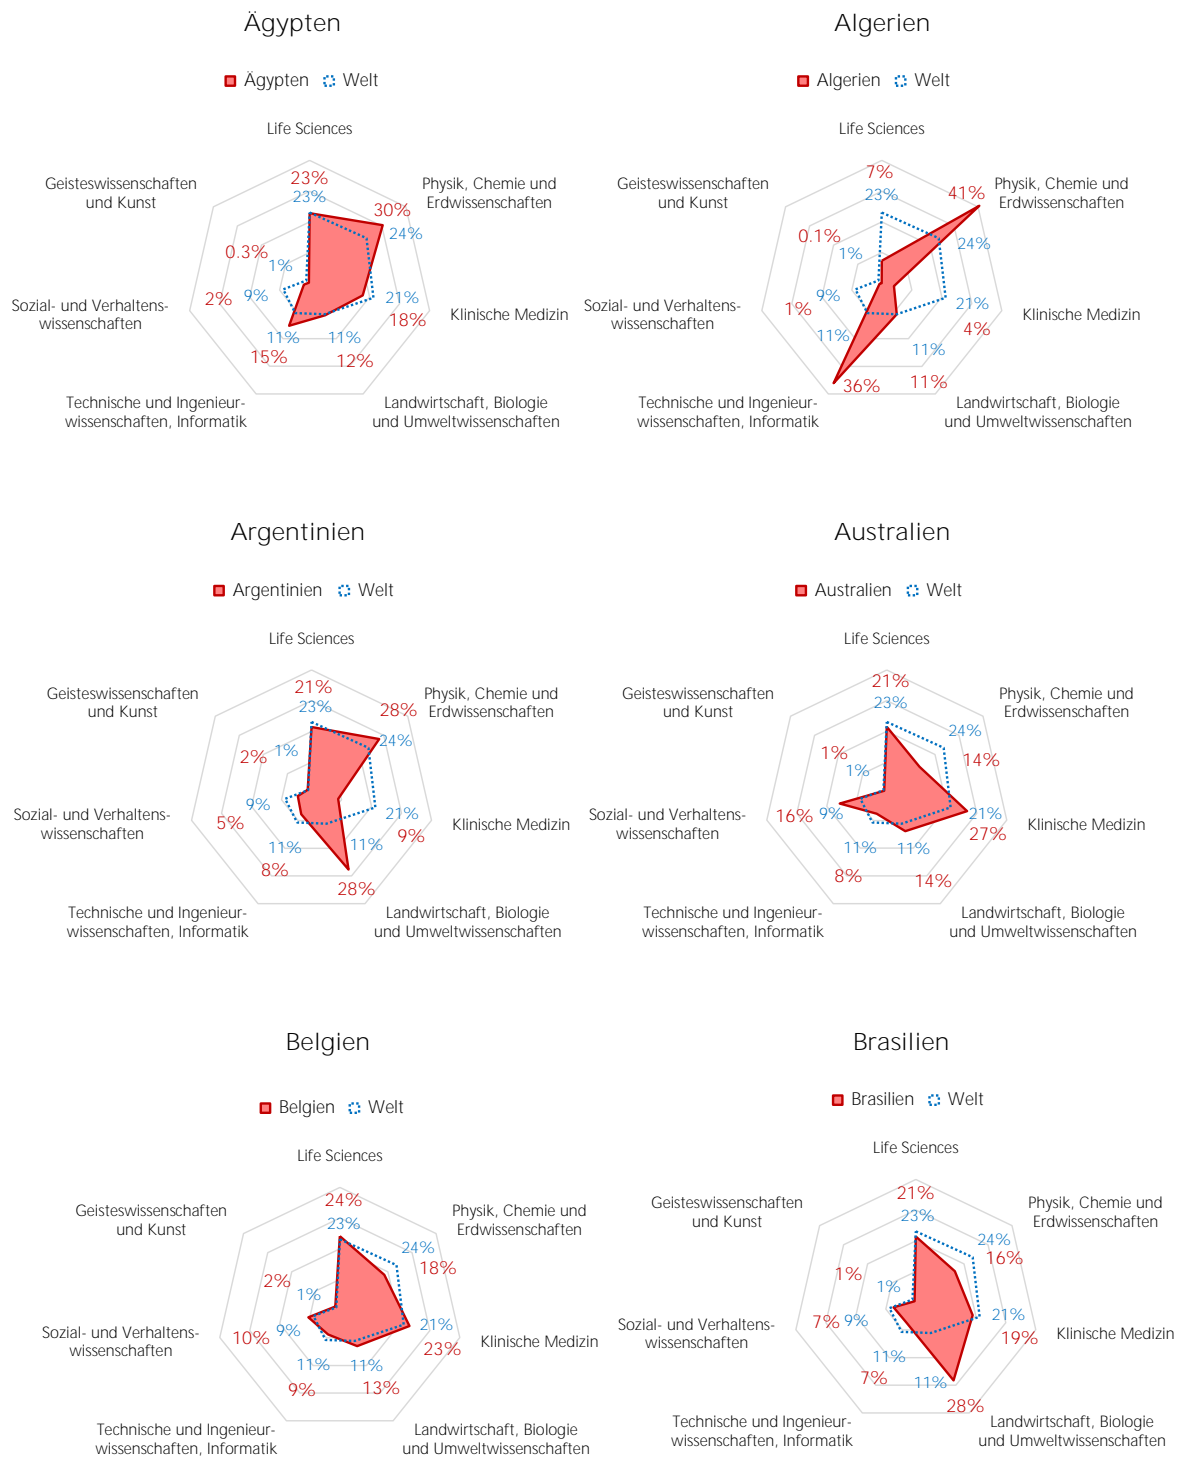 Ägypten
Ägypten Welt
Life Sciences
Geisteswissenschaften
und Kunst
Physik, Chemie und
Erdwissenschaften
23%
23%
30%
24%
0.3%
1%
Sozial- und Verhaltens-
wissenschaften
2%
9%
21%
18%
Klinische Medizin
11%
11%
15%
12%
Technische und Ingenieur-
wissenschaften, Informatik
Landwirtschaft, Biologie
und Umweltwissenschaften
Algerien
Algerien Welt
Life Sciences
Geisteswissenschaften
und Kunst
Physik, Chemie und
Erdwissenschaften
7%
23%
41%
24%
0.1%
1%
Sozial- und Verhaltens-
wissenschaften
1%
9%
21%
4%
Klinische Medizin
11%
11%
36%
11%
Technische und Ingenieur-
wissenschaften, Informatik
Landwirtschaft, Biologie
und Umweltwissenschaften
Argentinien
Argentinien Welt
Life Sciences
Geisteswissenschaften
und Kunst
Physik, Chemie und
Erdwissenschaften
21%
23%
28%
24%
2%
1%
Sozial- und Verhaltens-
wissenschaften
5%
9%
21%
9%
Klinische Medizin
11%
11%
8%
28%
Technische und Ingenieur-
wissenschaften, Informatik
Landwirtschaft, Biologie
und Umweltwissenschaften
Australien
Australien Welt
Life Sciences
Geisteswissenschaften
und Kunst
Physik, Chemie und
Erdwissenschaften
21%
23%
24%
14%
1%
1%
Sozial- und Verhaltens-
wissenschaften
16%
9%
21%
27%
Klinische Medizin
11%
11%
8%
14%
Technische und Ingenieur-
wissenschaften, Informatik
Landwirtschaft, Biologie
und Umweltwissenschaften
Belgien
Belgien Welt
Life Sciences
Geisteswissenschaften
und Kunst
Physik, Chemie und
Erdwissenschaften
24%
23%
24%
18%
2%
1%
Sozial- und Verhaltens-
wissenschaften
10%
9%
21%
23%
Klinische Medizin
11%
11%
9%
13%
Technische und Ingenieur-
wissenschaften, Informatik
Landwirtschaft, Biologie
und Umweltwissenschaften
Brasilien
Brasilien Welt
Life Sciences
Geisteswissenschaften
und Kunst
Physik, Chemie und
Erdwissenschaften
21%
23%
24%
16%
1%
1%
Sozial- und Verhaltens-
wissenschaften
7%
9%
21%
19%
Klinische Medizin
11%
11%
7%
28%
Technische und Ingenieur-
wissenschaften, Informatik
Landwirtschaft, Biologie
und Umweltwissenschaften